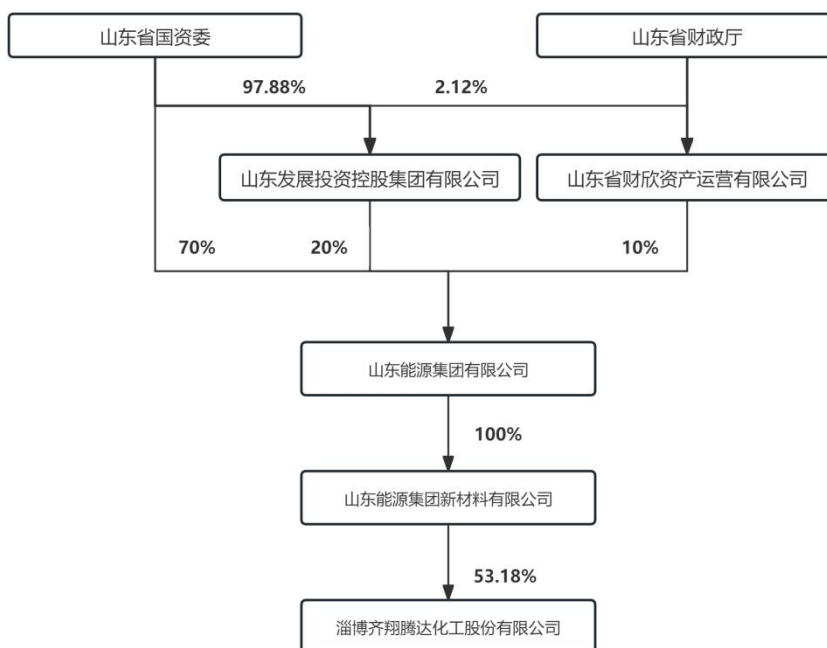 山东省国资委
山东省财政厅
97.88%
2.12%
山东发展投资控股集团有限公司
山东省财欣资产运营有限公司
70%
20%
10%
山东能源集团有限公司
100%
山东能源集团新材料有限公司
53.18%
淄博齐翔腾达化工股份有限公司